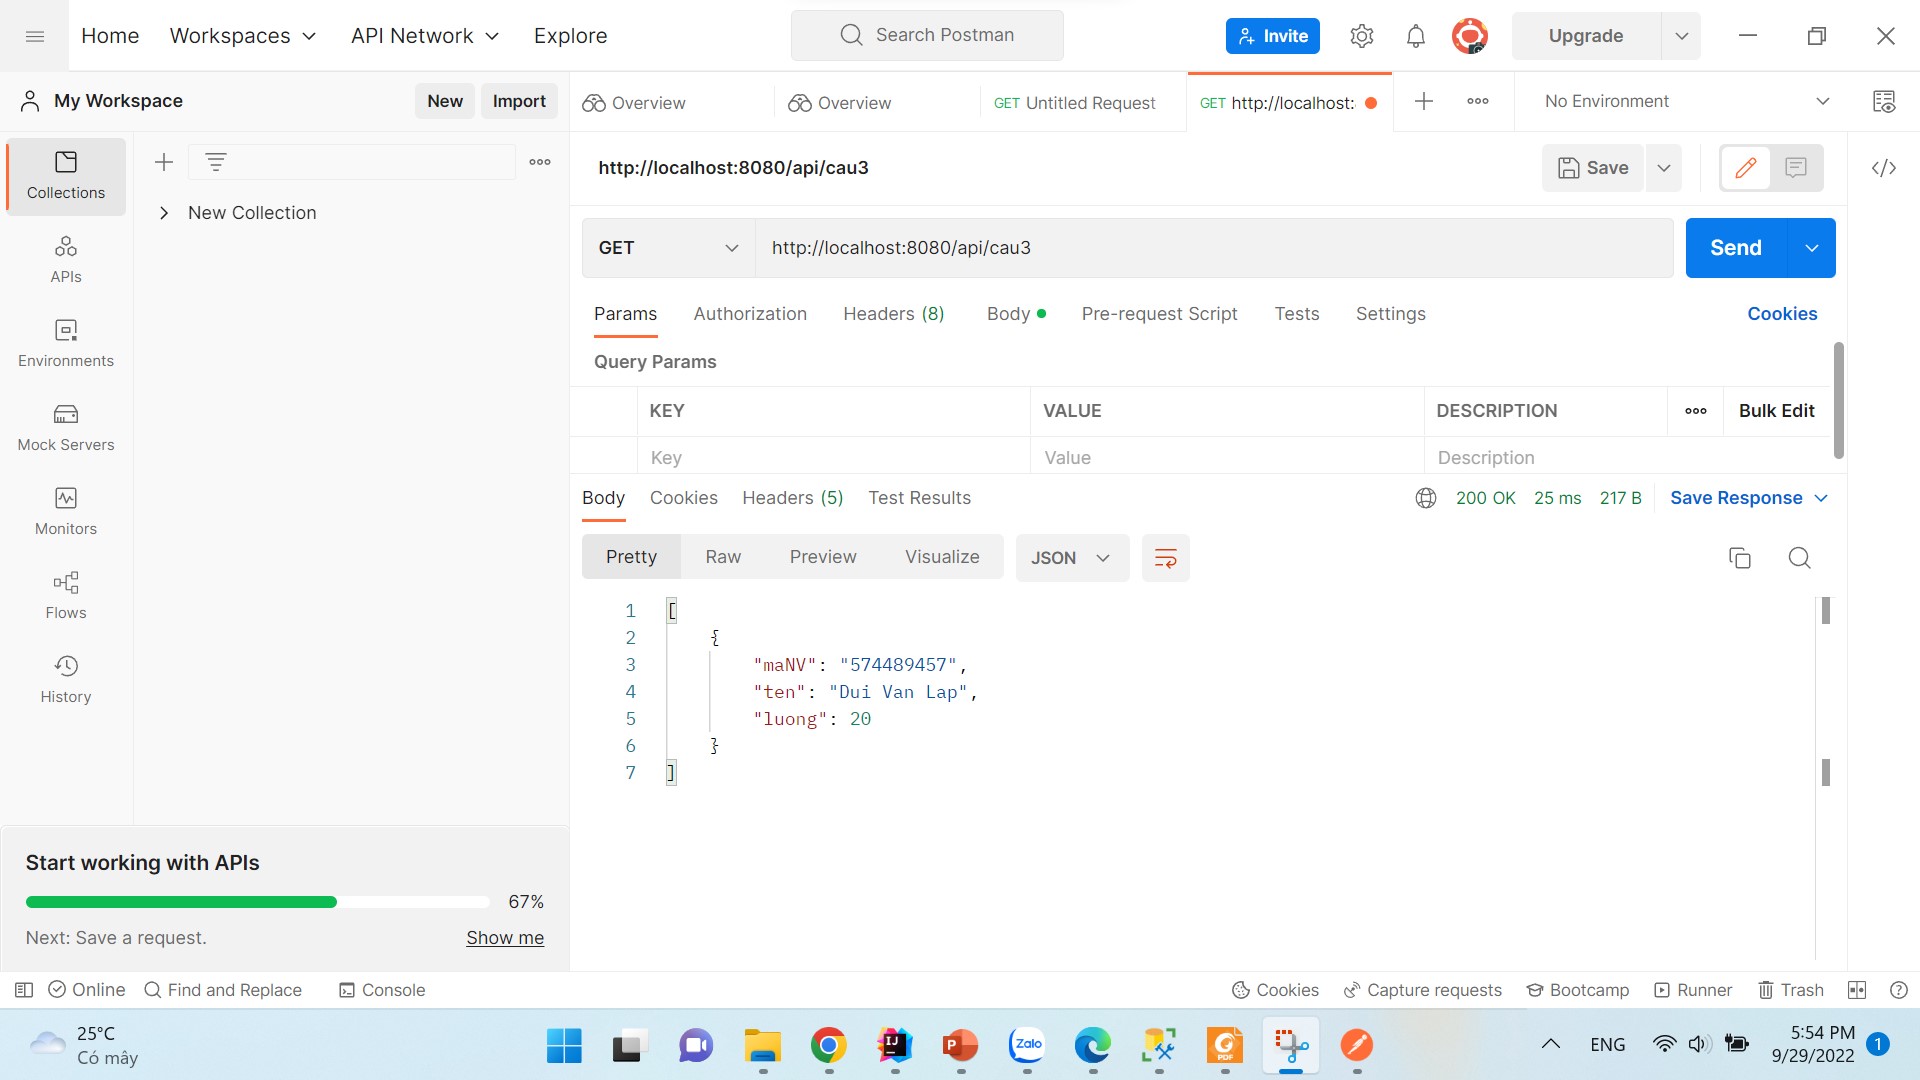 Home Workspaces API Network Explore Search Postman Invite Upgrade
My Workspace New Import Overview Overview GET Untitled Request GET http://localhost: No Environment
http://localhost:8080/api/cau3 Save
Collections
New Collection
GET http://localhost:8080/api/cau3 Send
APIs
Params Authorization Headers (8) Body Pre-request Script Tests Settings Cookies
Environments
Query Params
KEY VALUE DESCRIPTION Bulk Edit
Mock Servers
Key Value Description
Body Cookies Headers (5) Test Results 200 OK 25 ms 217 B Save Response
Monitors
Pretty Raw Preview Visualize JSON
Flows
History
1 [
2 {
3 "maNV": "574489457",
4 "ten": "Dui Van Lap",
5 "luong": 20
6 }
7 ]
Start working with APIs
67%
Next: Save a request. Show me
Online Find and Replace Console Cookies Capture requests Bootcamp Runner Trash
25°C
Có mây
Zalo
PDF
ENG
5:54 PM
9/29/2022
1